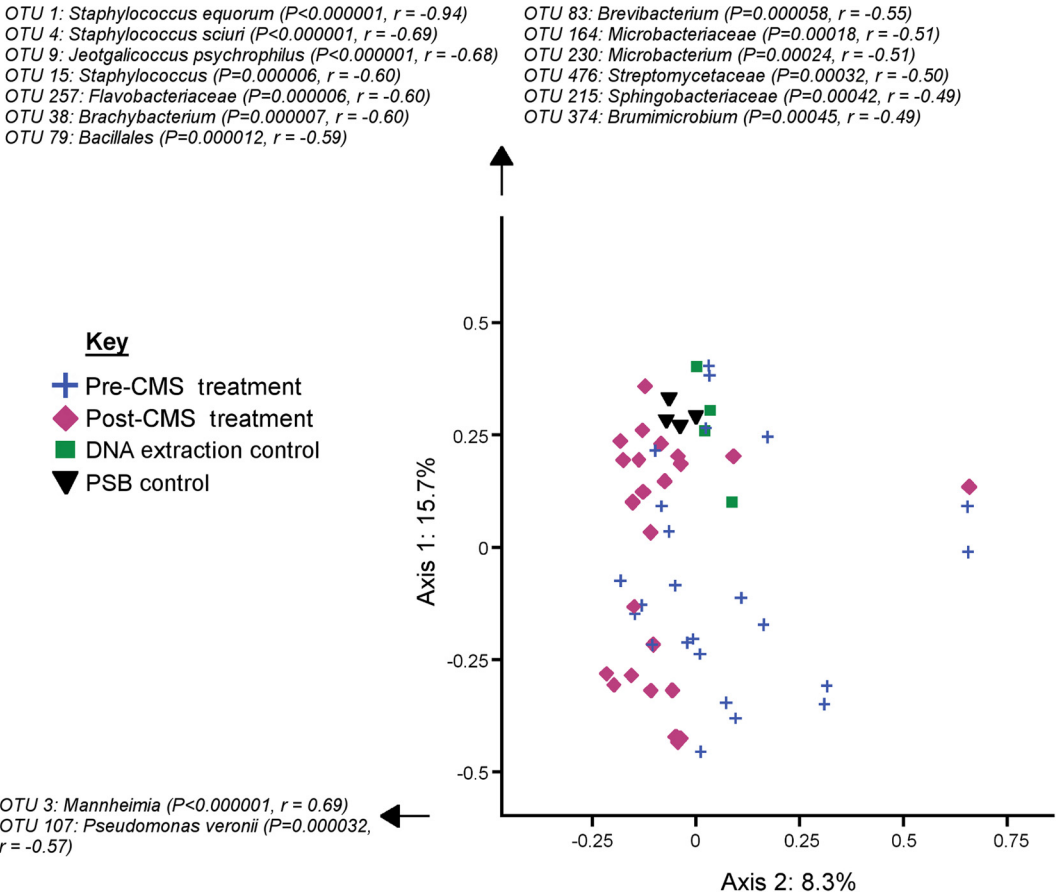 OTU 1: Staphylococcus equorum (P<0.000001, r = -0.94)
OTU 4: Staphylococcus sciuri (P<0.000001, r = -0.69)
OTU 9: Jeotgalicoccus psychrophilus (P<0.000001, r = -0.68)
OTU 15: Staphylococcus (P=0.000006, r = -0.60)
OTU 257: Flavobacteriaceae (P=0.000006, r = -0.60)
OTU 38: Brachybacterium (P=0.000007, r = -0.60)
OTU 79: Bacillales (P=0.000012, r = -0.59)
OTU 83: Brevibacterium (P=0.000058, r = -0.55)
OTU 164: Microbacteriaceae (P=0.00018, r = -0.51)
OTU 230: Microbacterium (P=0.00024, r = -0.51)
OTU 476: Streptomycetaceae (P=0.00032, r = -0.50)
OTU 215: Sphingobacteriaceae (P=0.00042, r = -0.49)
OTU 374: Brumimicrobium (P=0.00045, r = -0.49)
Key
Pre-CMS treatment
Post-CMS treatment
DNA extraction control
PSB control
Axis 1: 15.7%
0.5
0.25
0
-0.25
-0.5
OTU 3: Mannheimia (P<0.000001, r = 0.69)
OTU 107: Pseudomonas veronii (P=0.000032,
r = -0.57)
-0.25
0
0.25
0.5
0.75
Axis 2: 8.3%